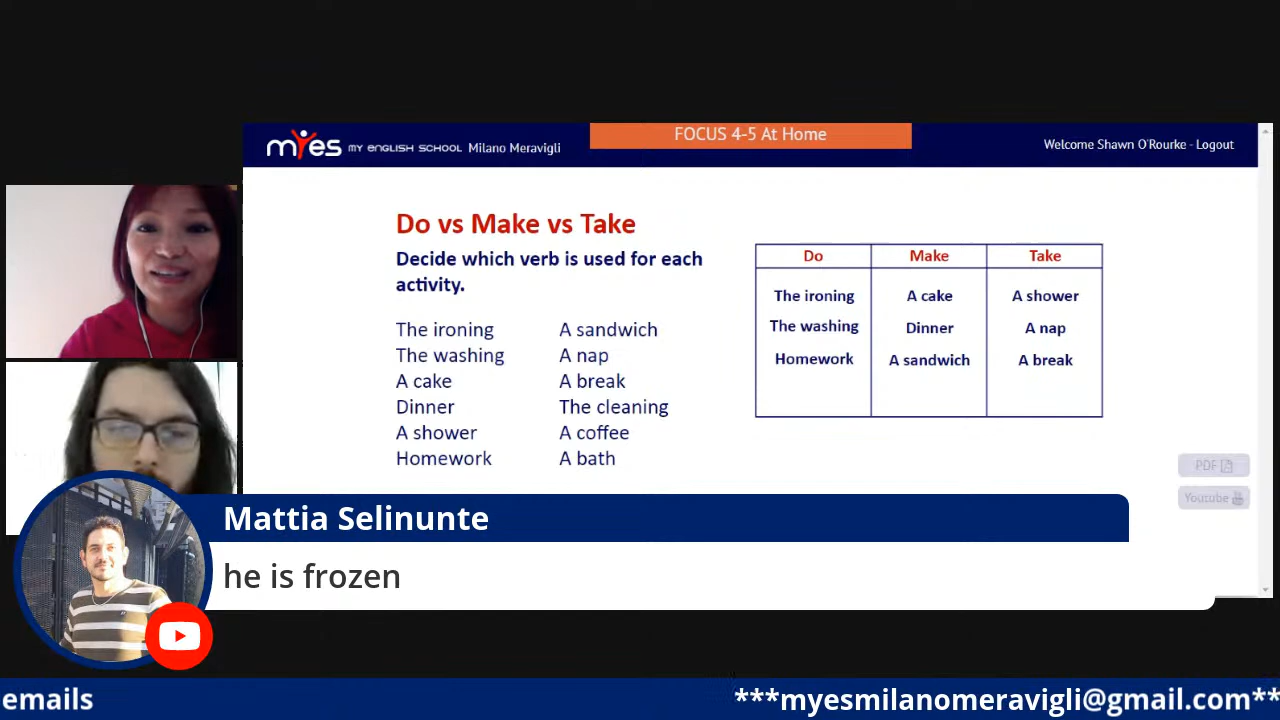 FOCUS 4-5 At Home
myes MY ENGLISH SCHOOL Milano Meravigli
Welcome Shawn O'Rourke - Logout
Do vs Make vs Take
Decide which verb is used for each
activity.
The ironing
The washing
A cake
Dinner
A shower
Homework
A sandwich
A nap
A break
The cleaning
A coffee
A bath
Do Make Take
The ironing A cake A shower
The washing Dinner A nap
Homework A sandwich A break
PDF
Youtube
Mattia Selinunte
he is frozen
emails ***myesmilanomeravigli@gmail.com**